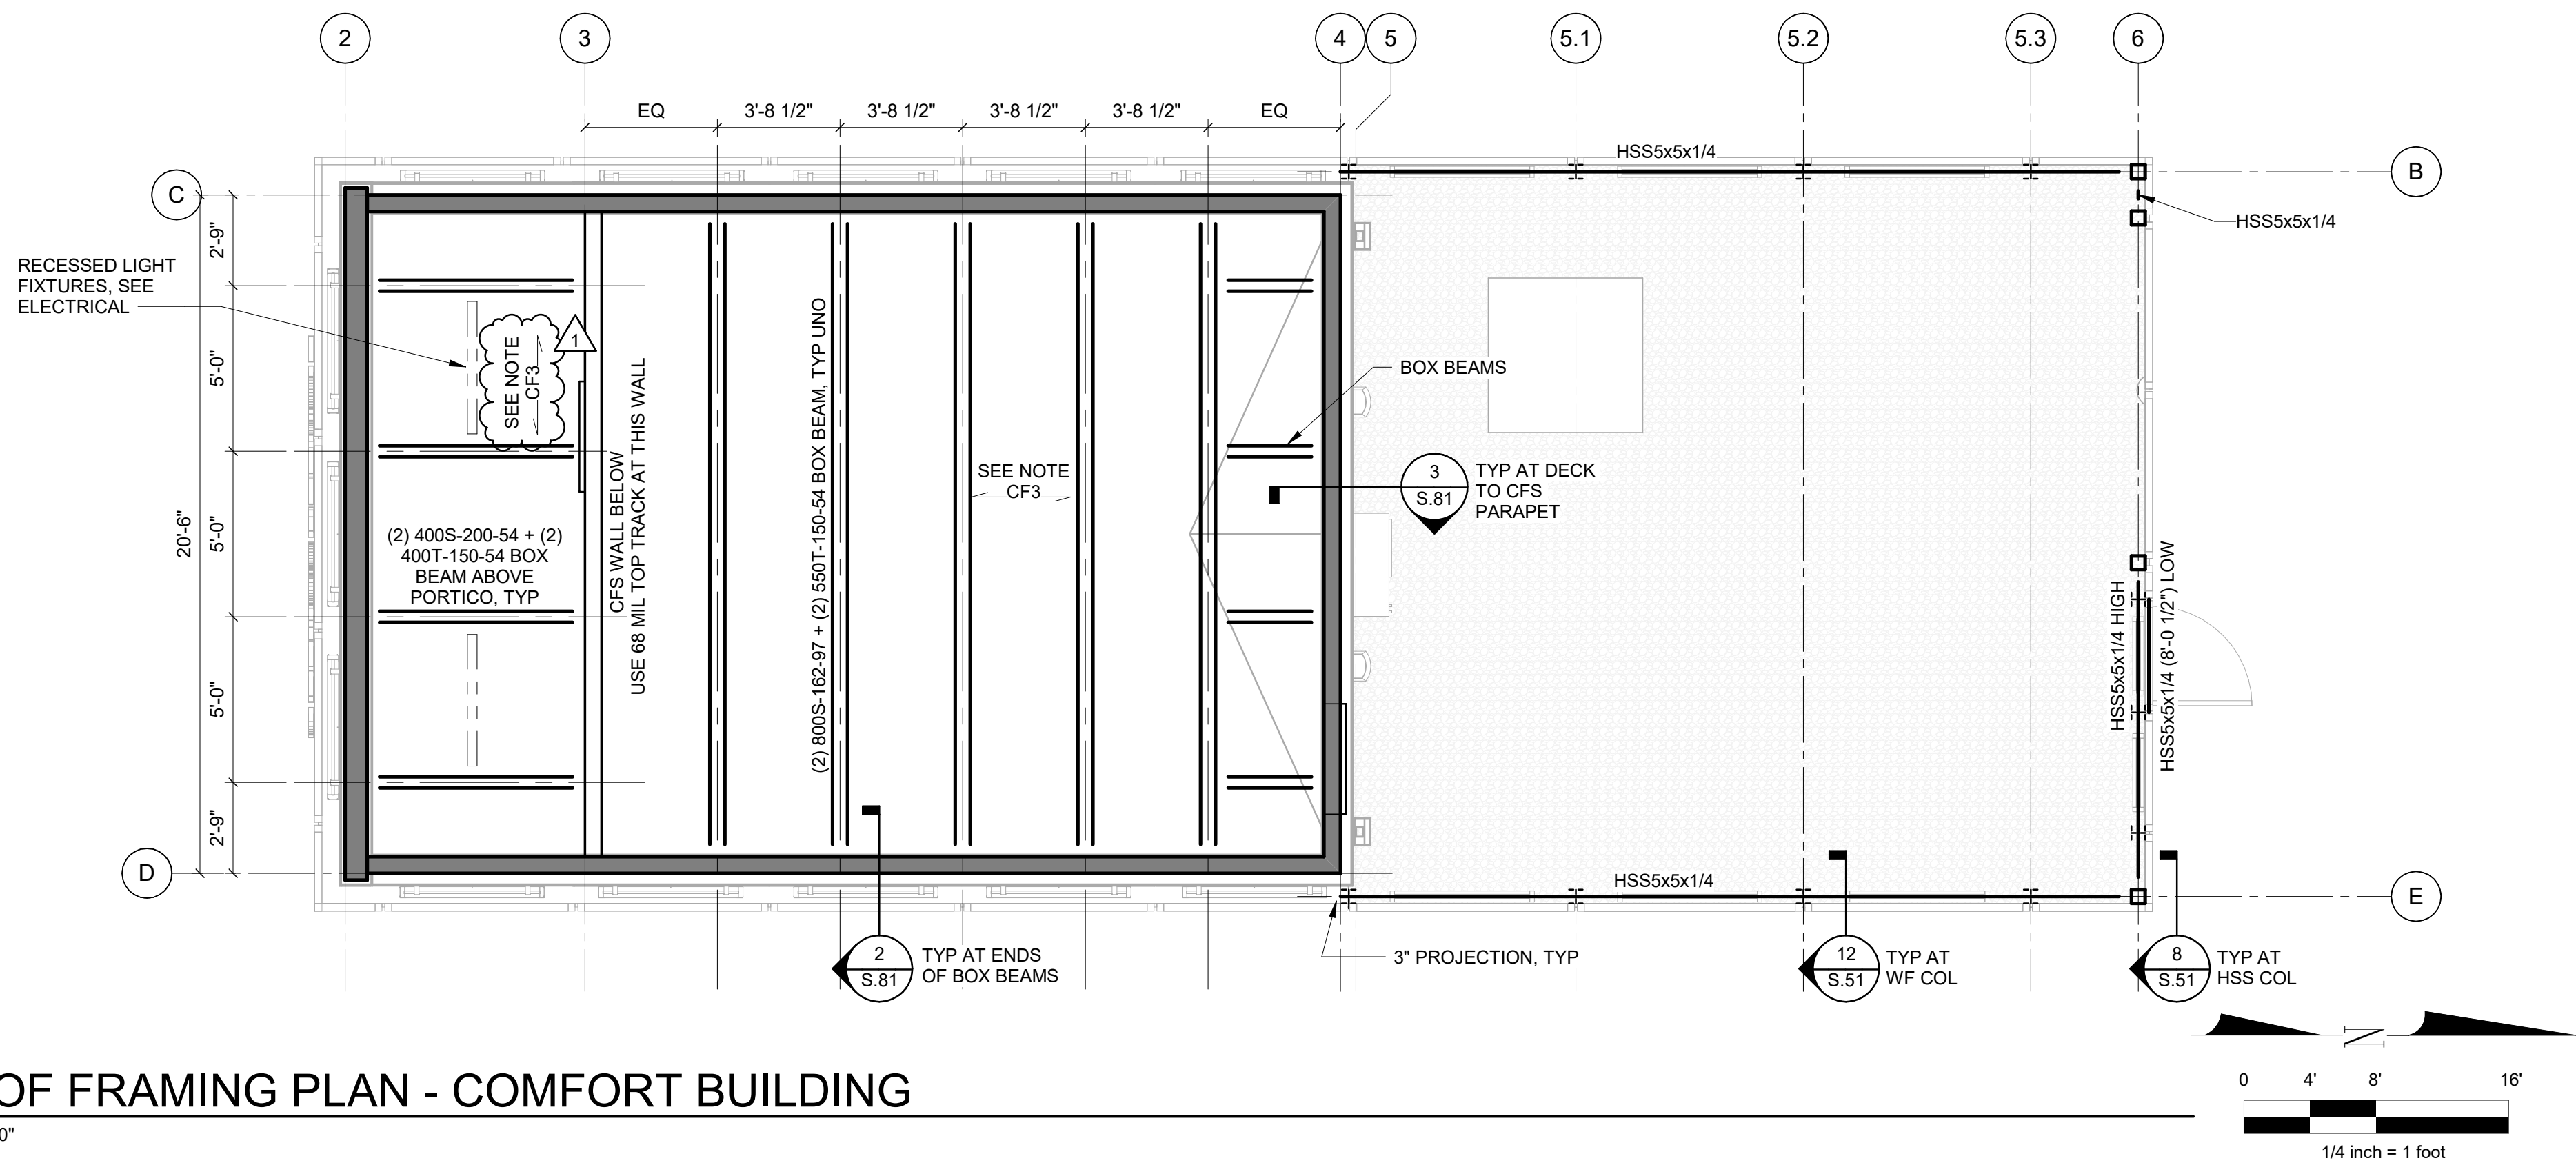 2
3
4
5
5.1
5.2
5.3
6
EQ
3'-8 1/2"
3'-8 1/2"
3'-8 1/2"
3'-8 1/2"
EQ
HSS5x5x1/4
C
B
HSS5x5x1/4
2'-9"
RECESSED LIGHT
FIXTURES, SEE
ELECTRICAL
5'-0"
SEE NOTE
CF3
1
CFS WALL BELOW
USE 68 MIL TOP TRACK AT THIS WALL
(2) 800S-162-97 + (2) 550T-150-54 BOX BEAM, TYP UNO
BOX BEAMS
SEE NOTE
CF3
3
S.81
TYP AT DECK
TO CFS
PARAPET
20'-6"
5'-0"
(2) 400S-200-54 + (2)
400T-150-54 BOX
BEAM ABOVE
PORTICO, TYP
5'-0"
2'-9"
HSS5x5x1/4 HIGH
HSS5x5x1/4 (8'-0 1/2") LOW
D
HSS5x5x1/4
E
2
S.81
TYP AT ENDS
OF BOX BEAMS
3" PROJECTION, TYP
12
S.51
TYP AT
WF COL
8
S.51
TYP AT
HSS COL
N
OF FRAMING PLAN - COMFORT BUILDING
0"
0 4' 8' 16'
1/4 inch = 1 foot